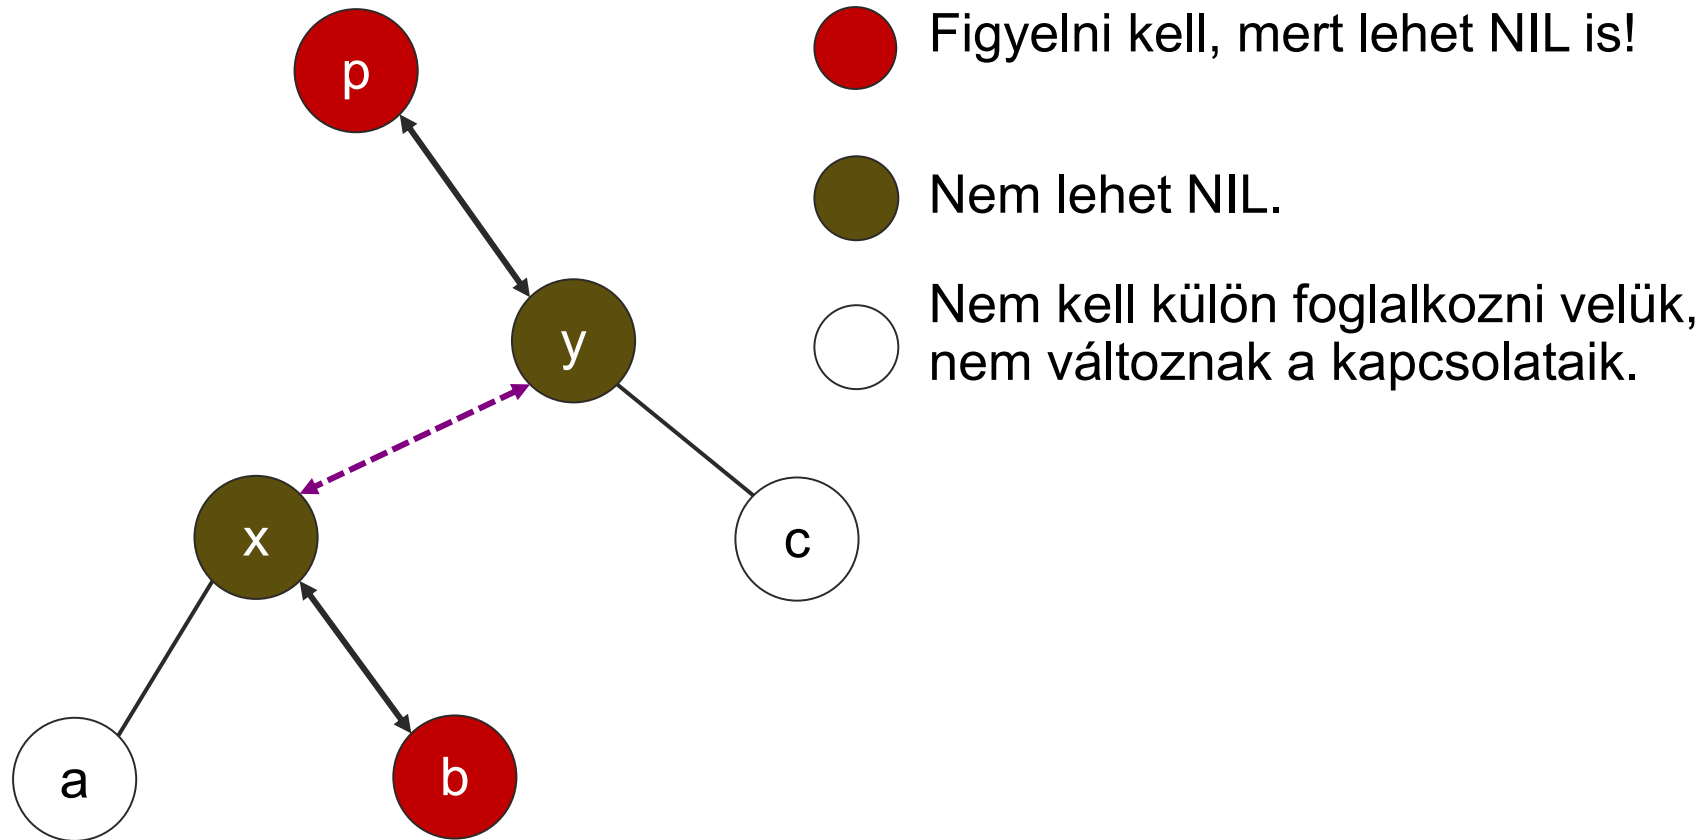 p
Figyelni kell, mert lehet NIL is!
Nem lehet NIL.
Nem kell külön foglalkozni velük,
nem változnak a kapcsolataik.
y
x
c
a
b